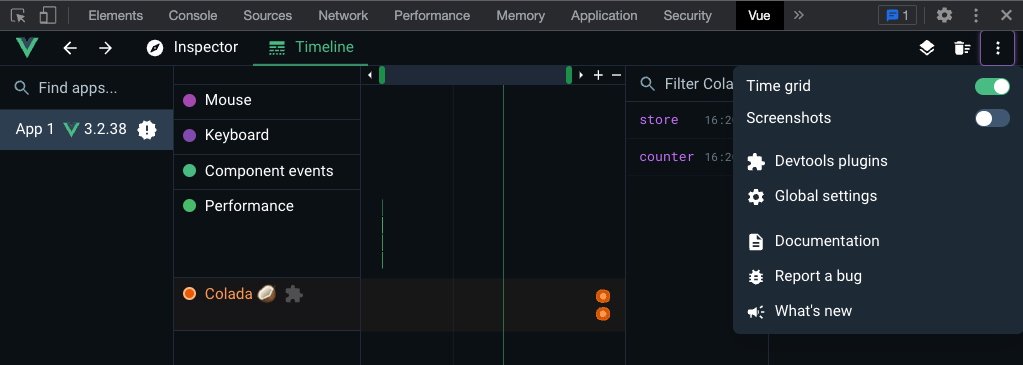 Elements Console Sources Network Performance Memory Application Security Vue » 1
Inspector Timeline
Find apps...
App 1 3.2.38
Mouse
Keyboard
Component events
Performance
Colada
Filter Cola
store 16:20
counter 16:20
Time grid
Screenshots
Devtools plugins
Global settings
Documentation
Report a bug
What's new